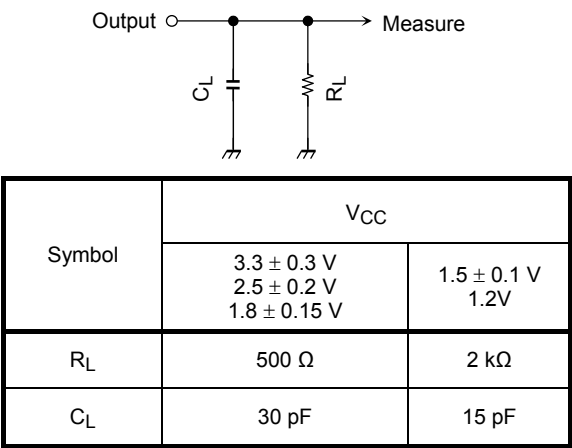 Output
Measure
CL
RL
Symbol
VCC
3.3 ± 0.3 V
2.5 ± 0.2 V
1.8 ± 0.15 V
1.5 ± 0.1 V
1.2V
RL
500 Ω
2 kΩ
CL
30 pF
15 pF